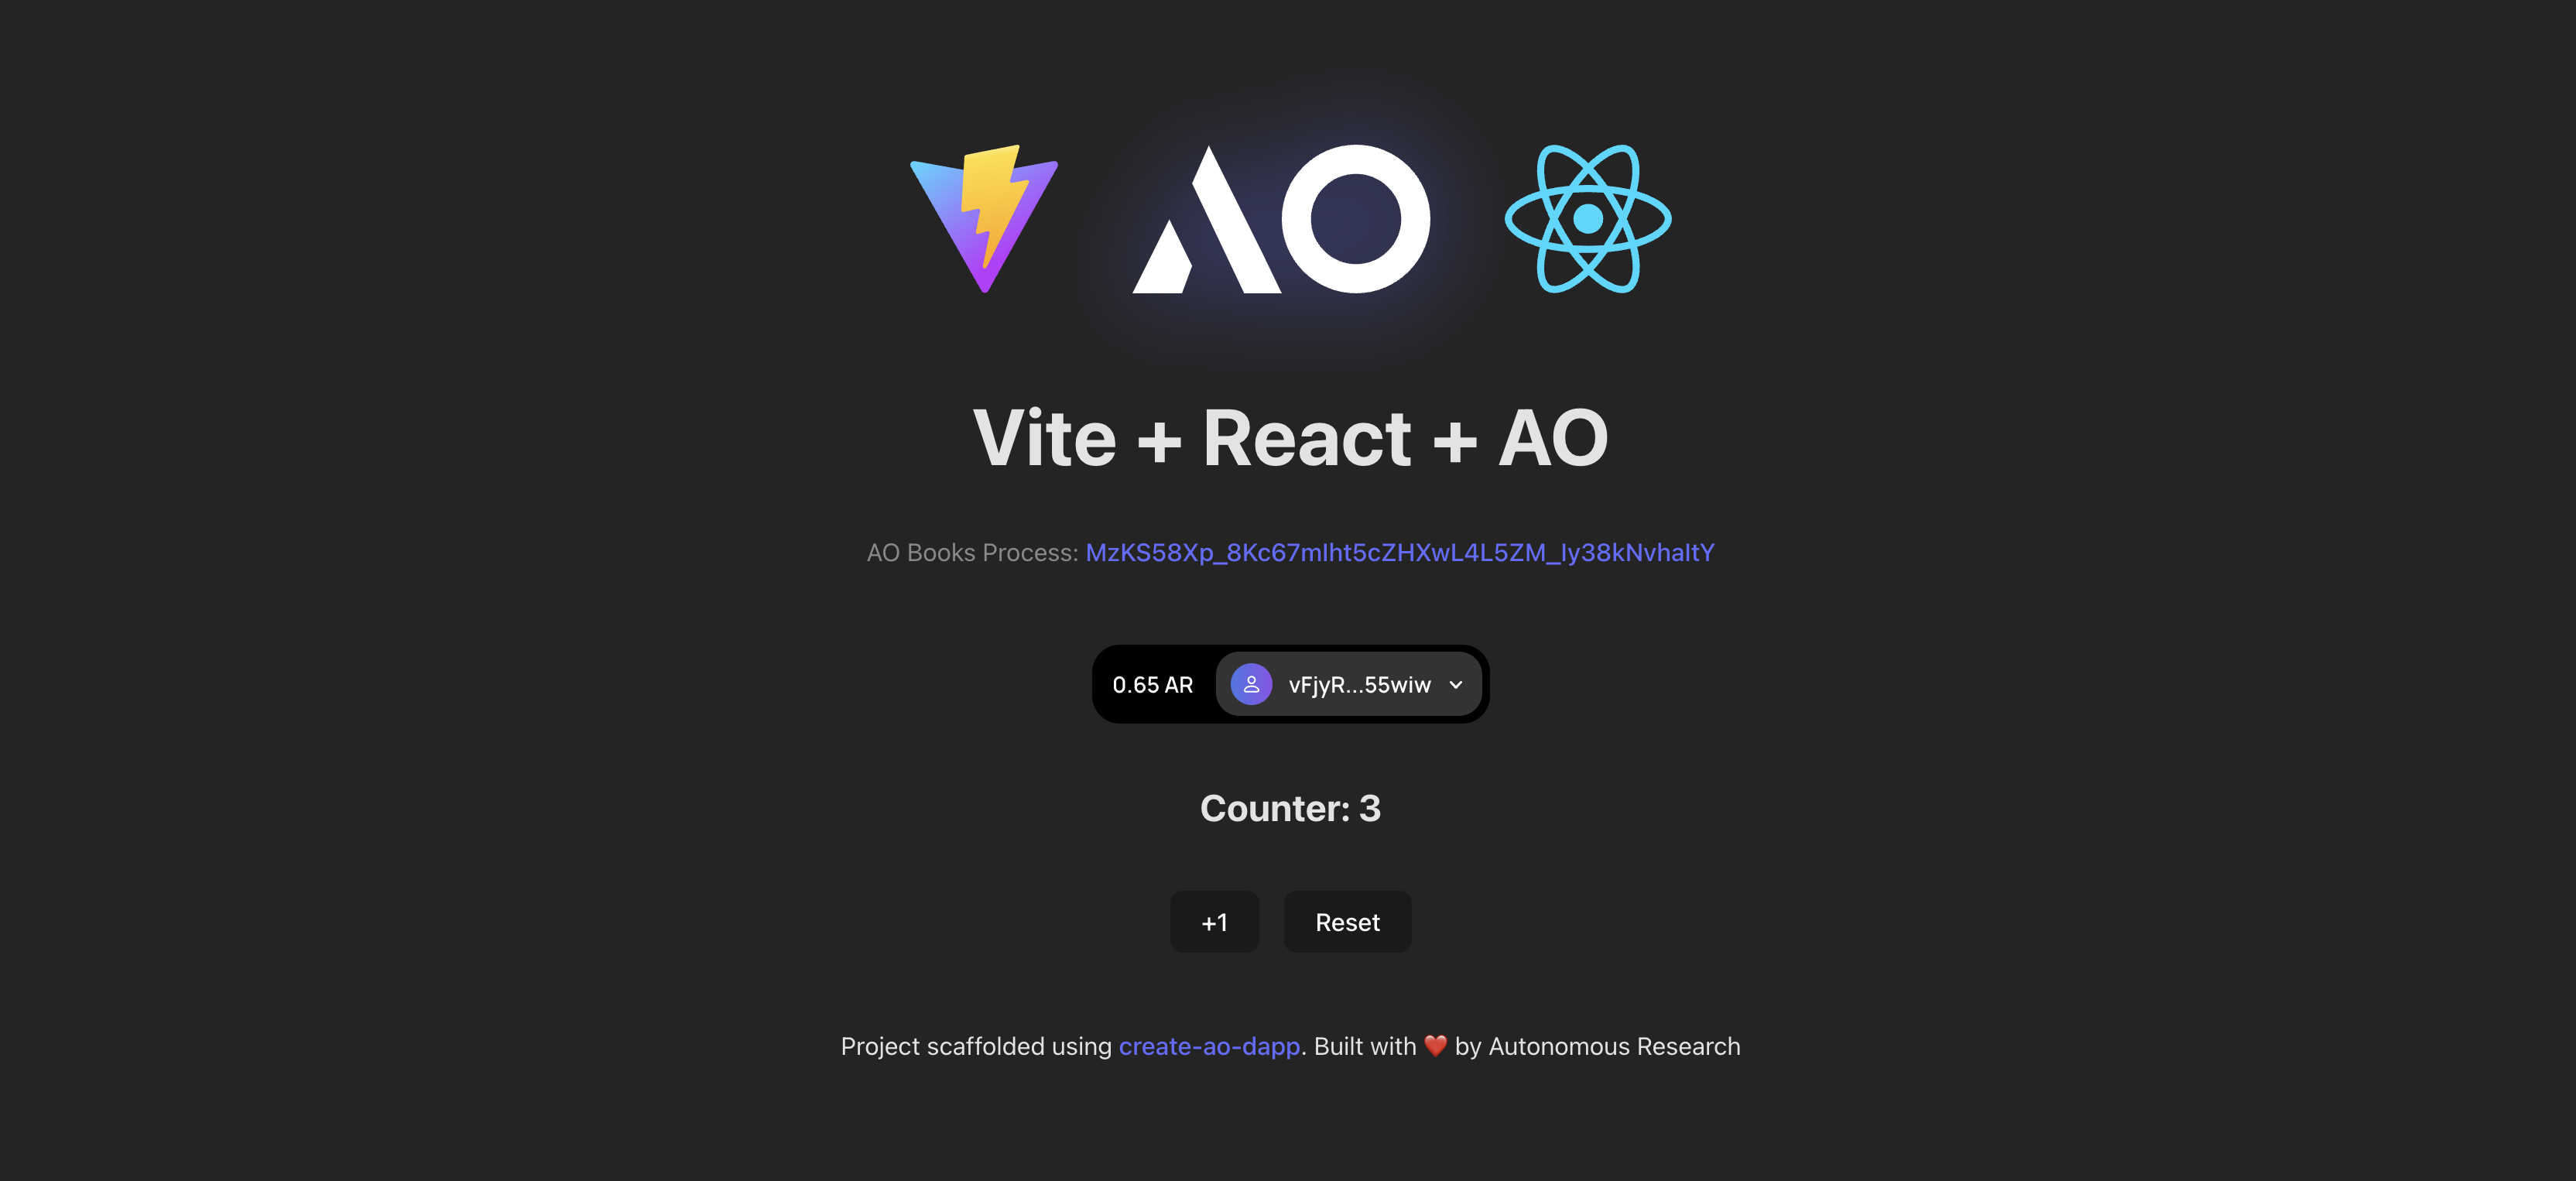 AO
Vite + React + AO
AO Books Process: MzKS58Xp_8Kc67mlht5cZHXwL4L5ZM_Iy38kNvhaltY
0.65 AR vFjyR...55wiw
Counter: 3
+1 Reset
Project scaffolded using create-ao-dapp. Built with ❤️ by Autonomous Research